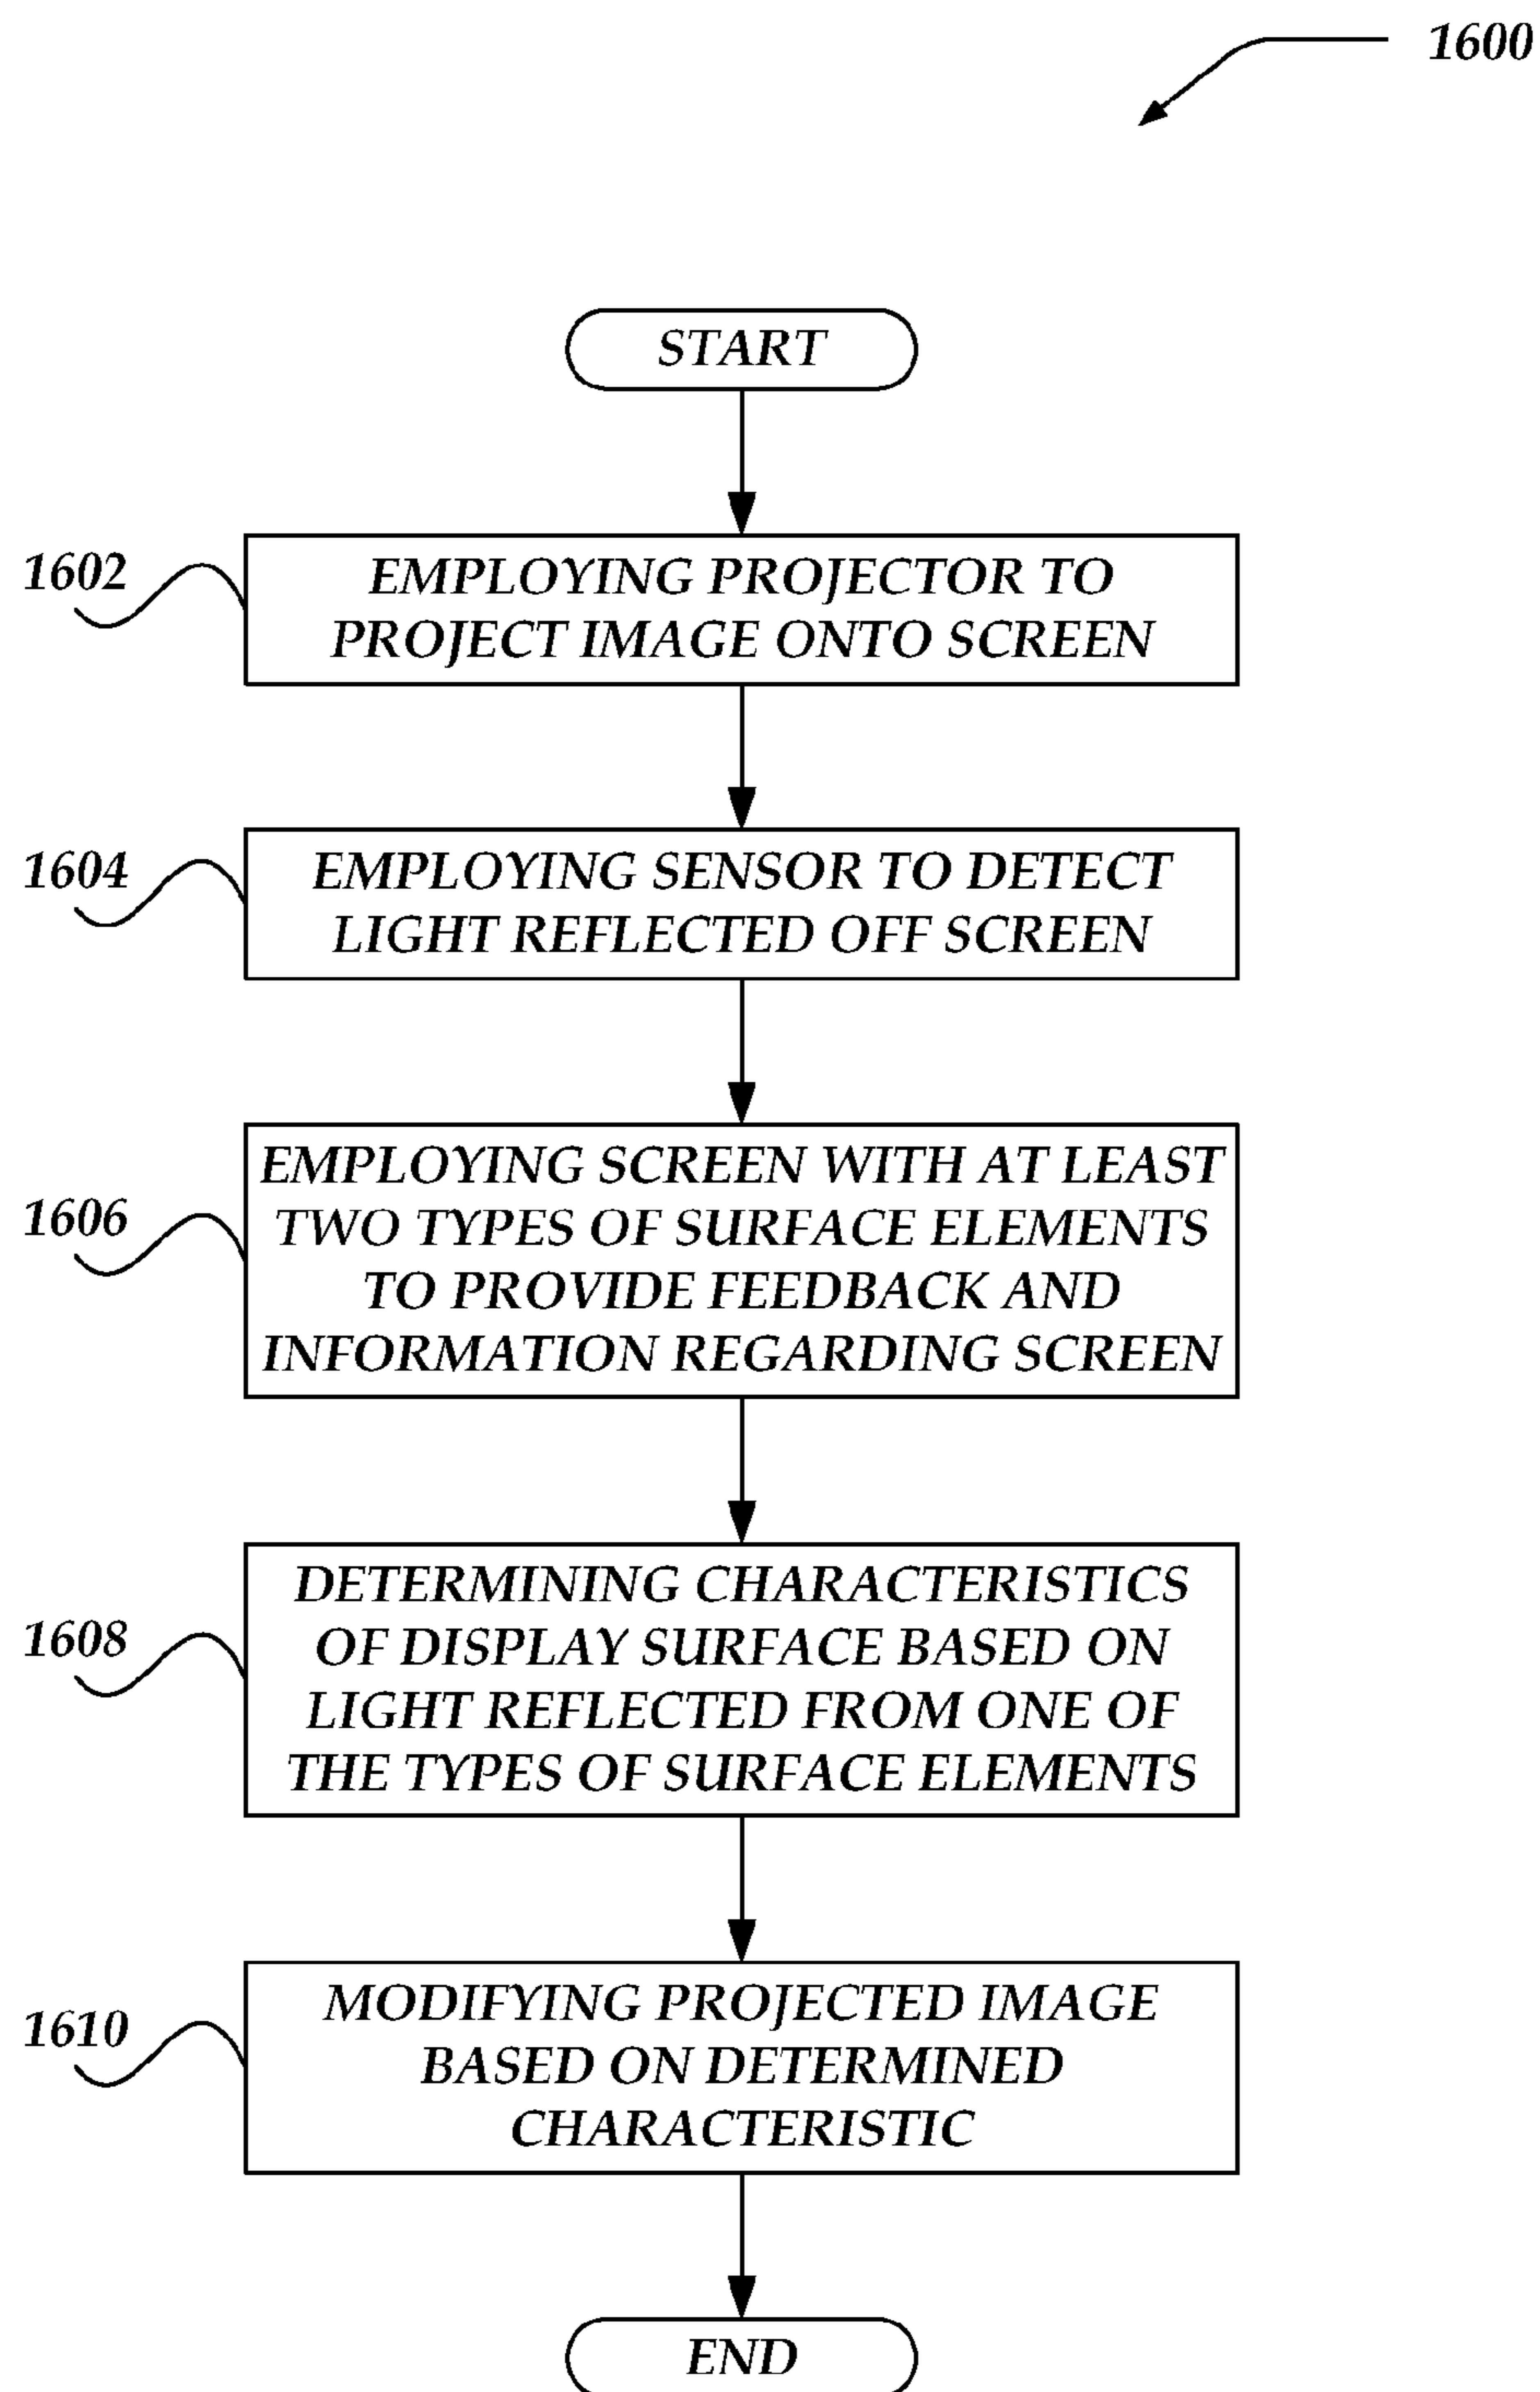 1600
START
1602
EMPLOYING PROJECTOR TO
PROJECT IMAGE ONTO SCREEN
1604
EMPLOYING SENSOR TO DETECT
LIGHT REFLECTED OFF SCREEN
1606
EMPLOYING SCREEN WITH AT LEAST
TWO TYPES OF SURFACE ELEMENTS
TO PROVIDE FEEDBACK AND
INFORMATION REGARDING SCREEN
1608
DETERMINING CHARACTERISTICS
OF DISPLAY SURFACE BASED ON
LIGHT REFLECTED FROM ONE OF
THE TYPES OF SURFACE ELEMENTS
1610
MODIFYING PROJECTED IMAGE
BASED ON DETERMINED
CHARACTERISTIC
END